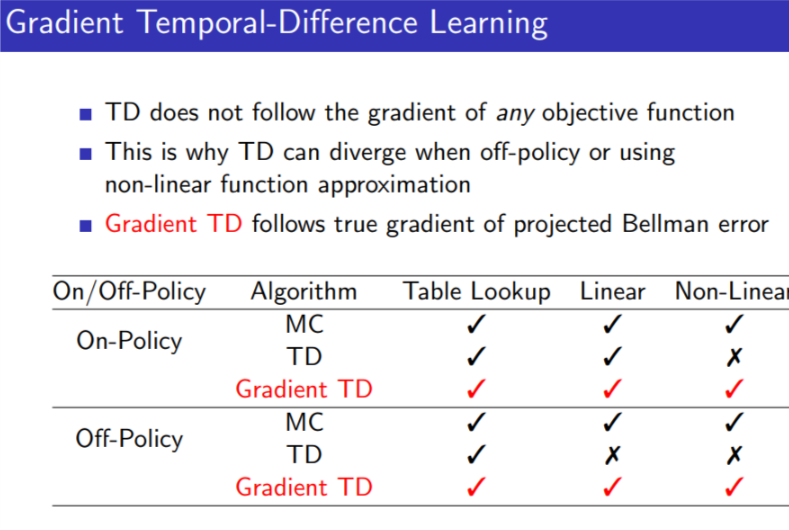 Gradient Temporal-Difference Learning
TD does not follow the gradient of any objective function
This is why TD can diverge when off-policy or using
non-linear function approximation
Gradient TD follows true gradient of projected Bellman error
On/Off-Policy Algorithm Table Lookup Linear Non-Linear
On-Policy
MC ✓ ✓ ✓
TD ✓ ✓ ✗
Gradient TD ✓ ✓ ✓
Off-Policy
MC ✓ ✓ ✓
TD ✓ ✗ ✗
Gradient TD ✓ ✓ ✓